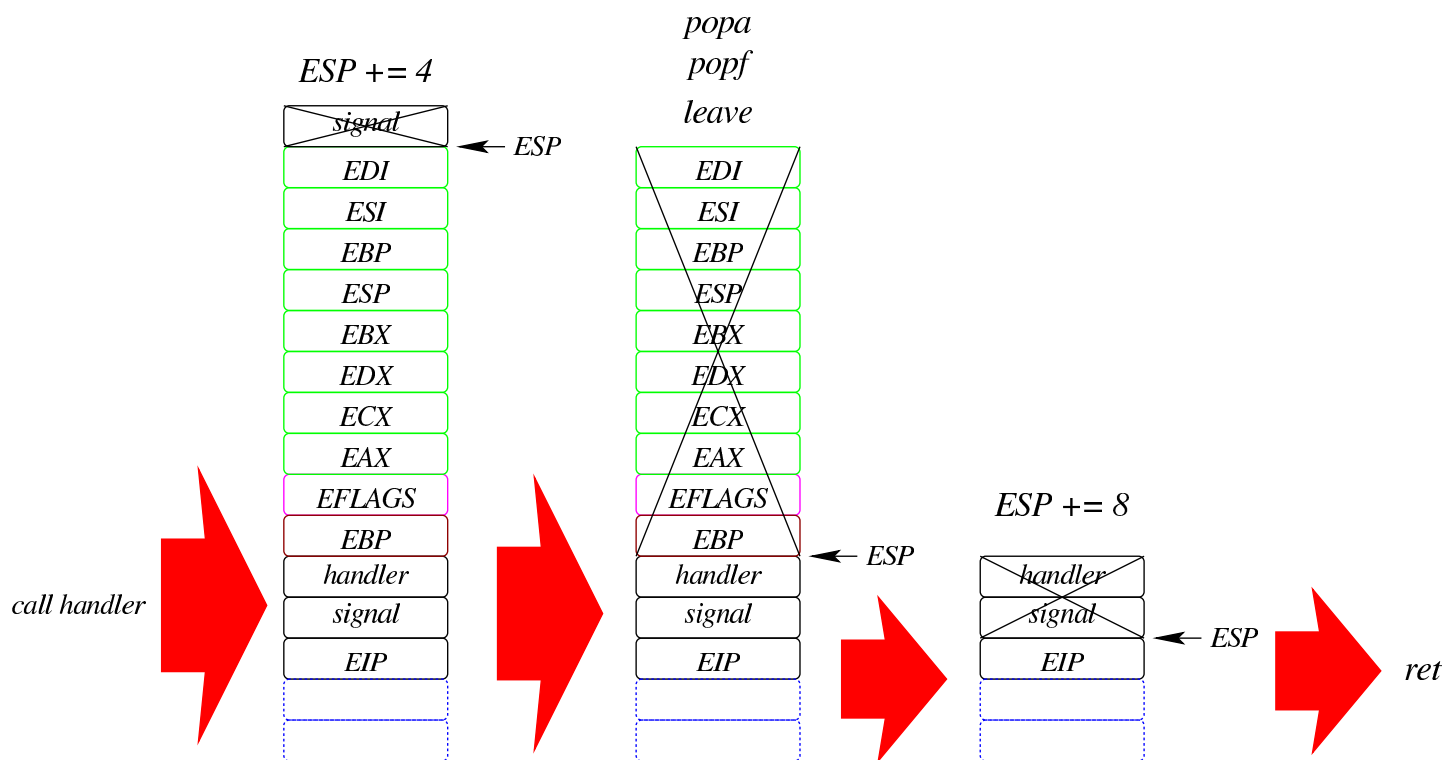 call handler
ESP += 4
signal
ESP
EDI
ESI
EBP
ESP
EBX
EDX
ECX
EAX
EFLAGS
EBP
handler
signal
EIP
popa
popf
leave
EDI
ESI
EBP
ESP
EBX
EDX
ECX
EAX
EFLAGS
EBP
ESP
handler
signal
EIP
ESP += 8
handler
signal
ESP
EIP
ret